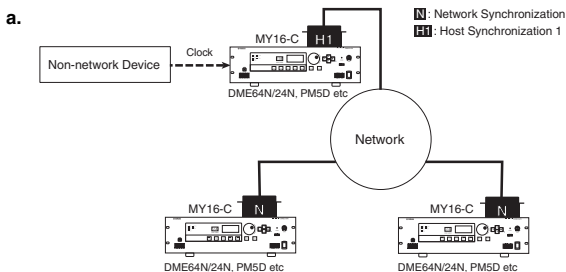 a.
N : Network Synchronization
H1 : Host Synchronization 1
MY16-C H1
Non-network Device
Clock
DME64N/24N, PM5D etc
Network
MY16-C N
MY16-C N
DME64N/24N, PM5D etc
DME64N/24N, PM5D etc